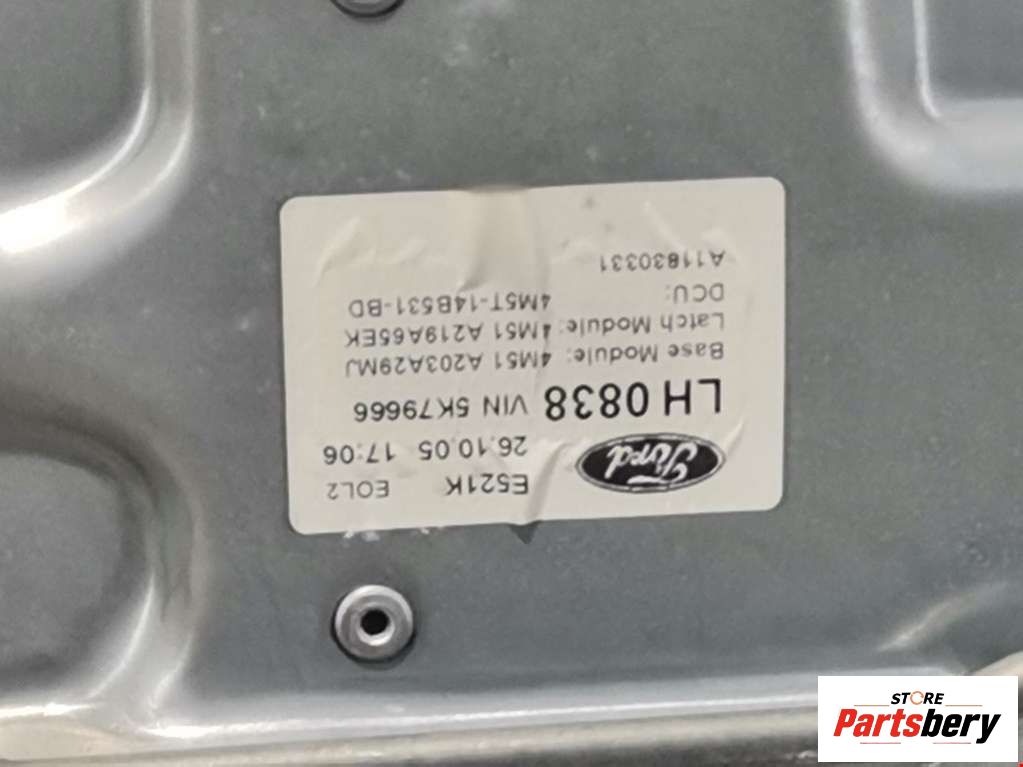 Ford E521K EOL2
26.10.05 17:06
LH 0838 VIN 5K79666
Base Module: 4M51 A203A29MJ
Latch Module: 4M51 A219A65EK
DCU: 4M5T-14B531-BD
A11830331
STORE
Partsbery